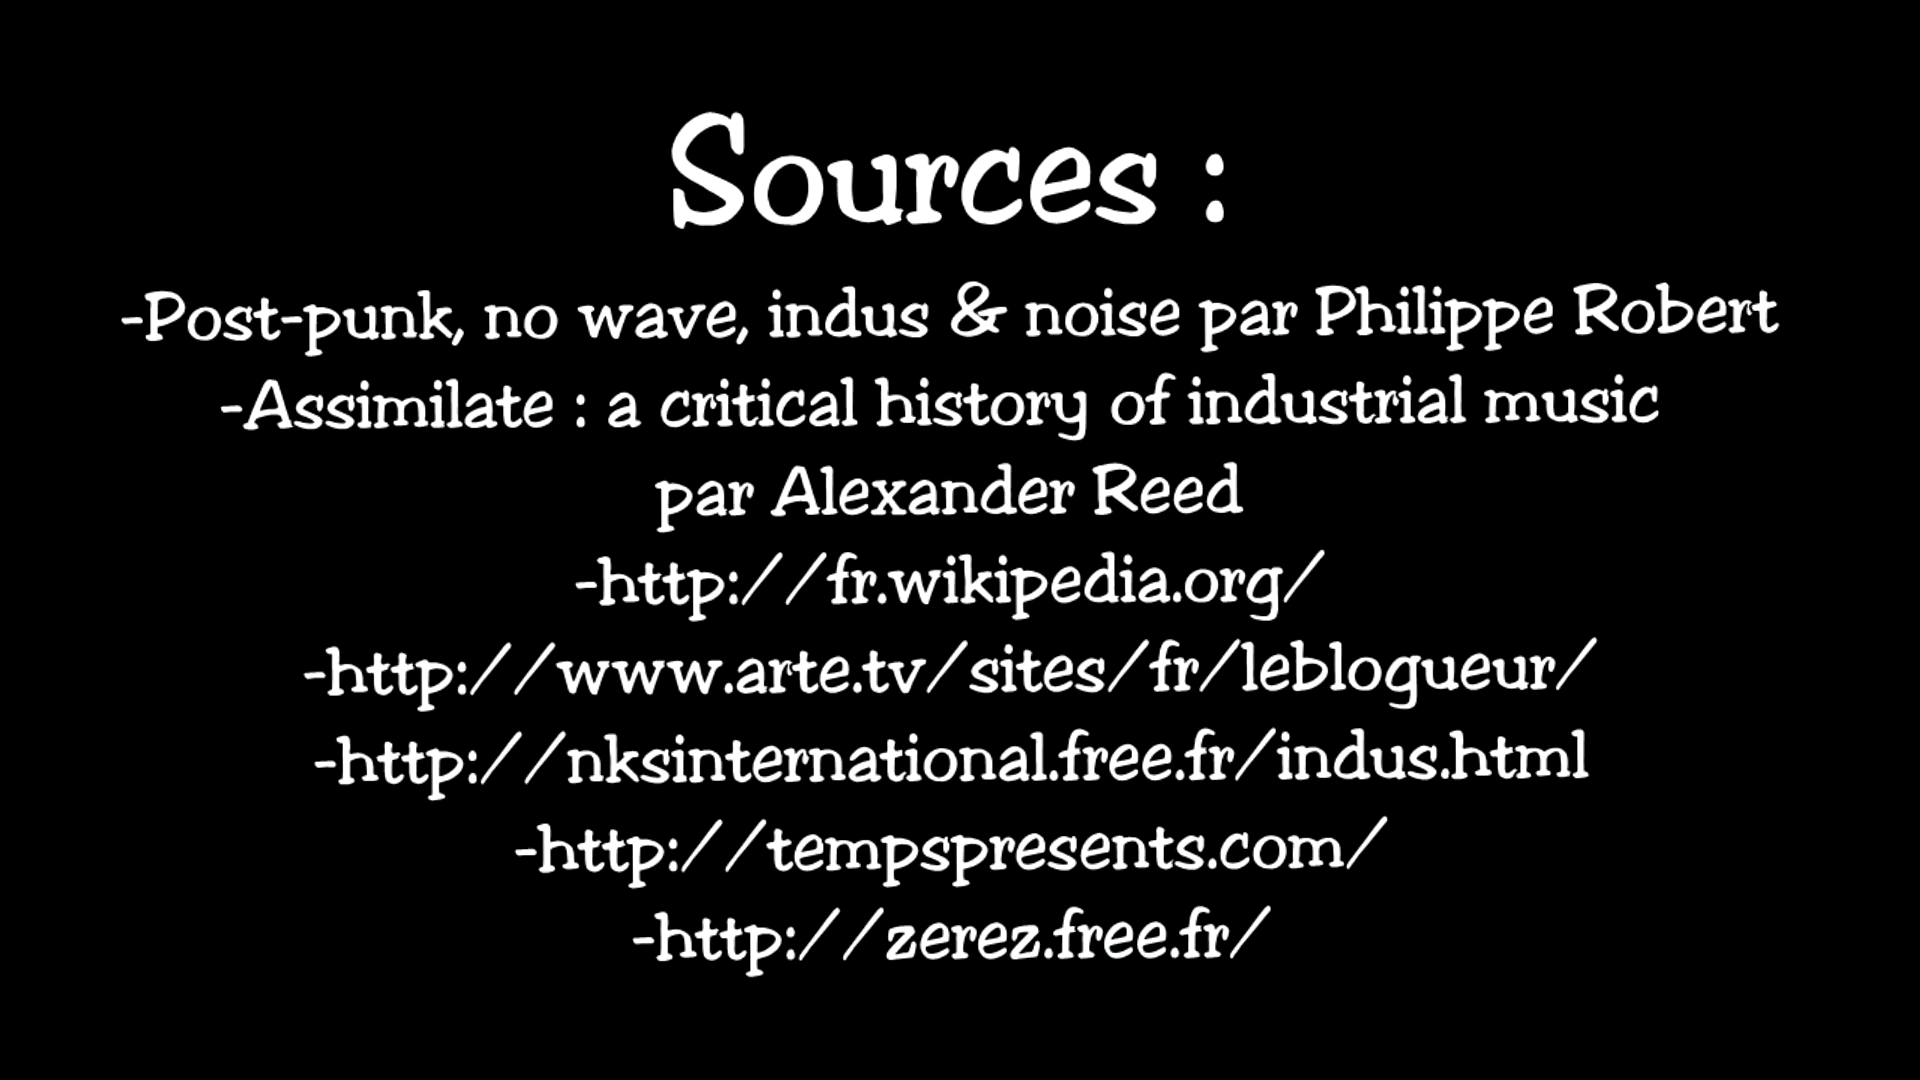 Sources :
-Post-punk, no wave, indus & noise par Philippe Robert
-Assimilate : a critical history of industrial music
par Alexander Reed
-http://fr.wikipedia.org/
-http://www.arte.tv/sites/fr/leblogueur/
-http://nksinternational.free.fr/indus.html
-http://tempspresents.com/
-http://zerez.free.fr/